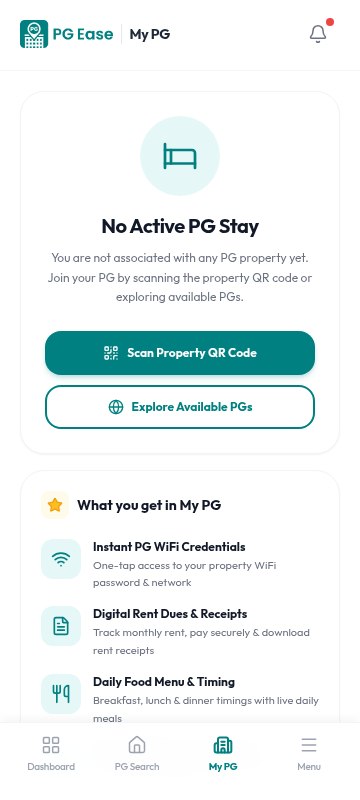 PG
PG Ease
My PG
No Active PG Stay
You are not associated with any PG property yet.
Join your PG by scanning the property QR code or
exploring available PGs.
Scan Property QR Code
Explore Available PGs
What you get in My PG
Instant PG WiFi Credentials
One-tap access to your property WiFi
password & network
Digital Rent Dues & Receipts
Track monthly rent, pay securely & download
rent receipts
Daily Food Menu & Timing
Breakfast, lunch & dinner timings with live daily
meals
Dashboard
PG Search
My PG
Menu